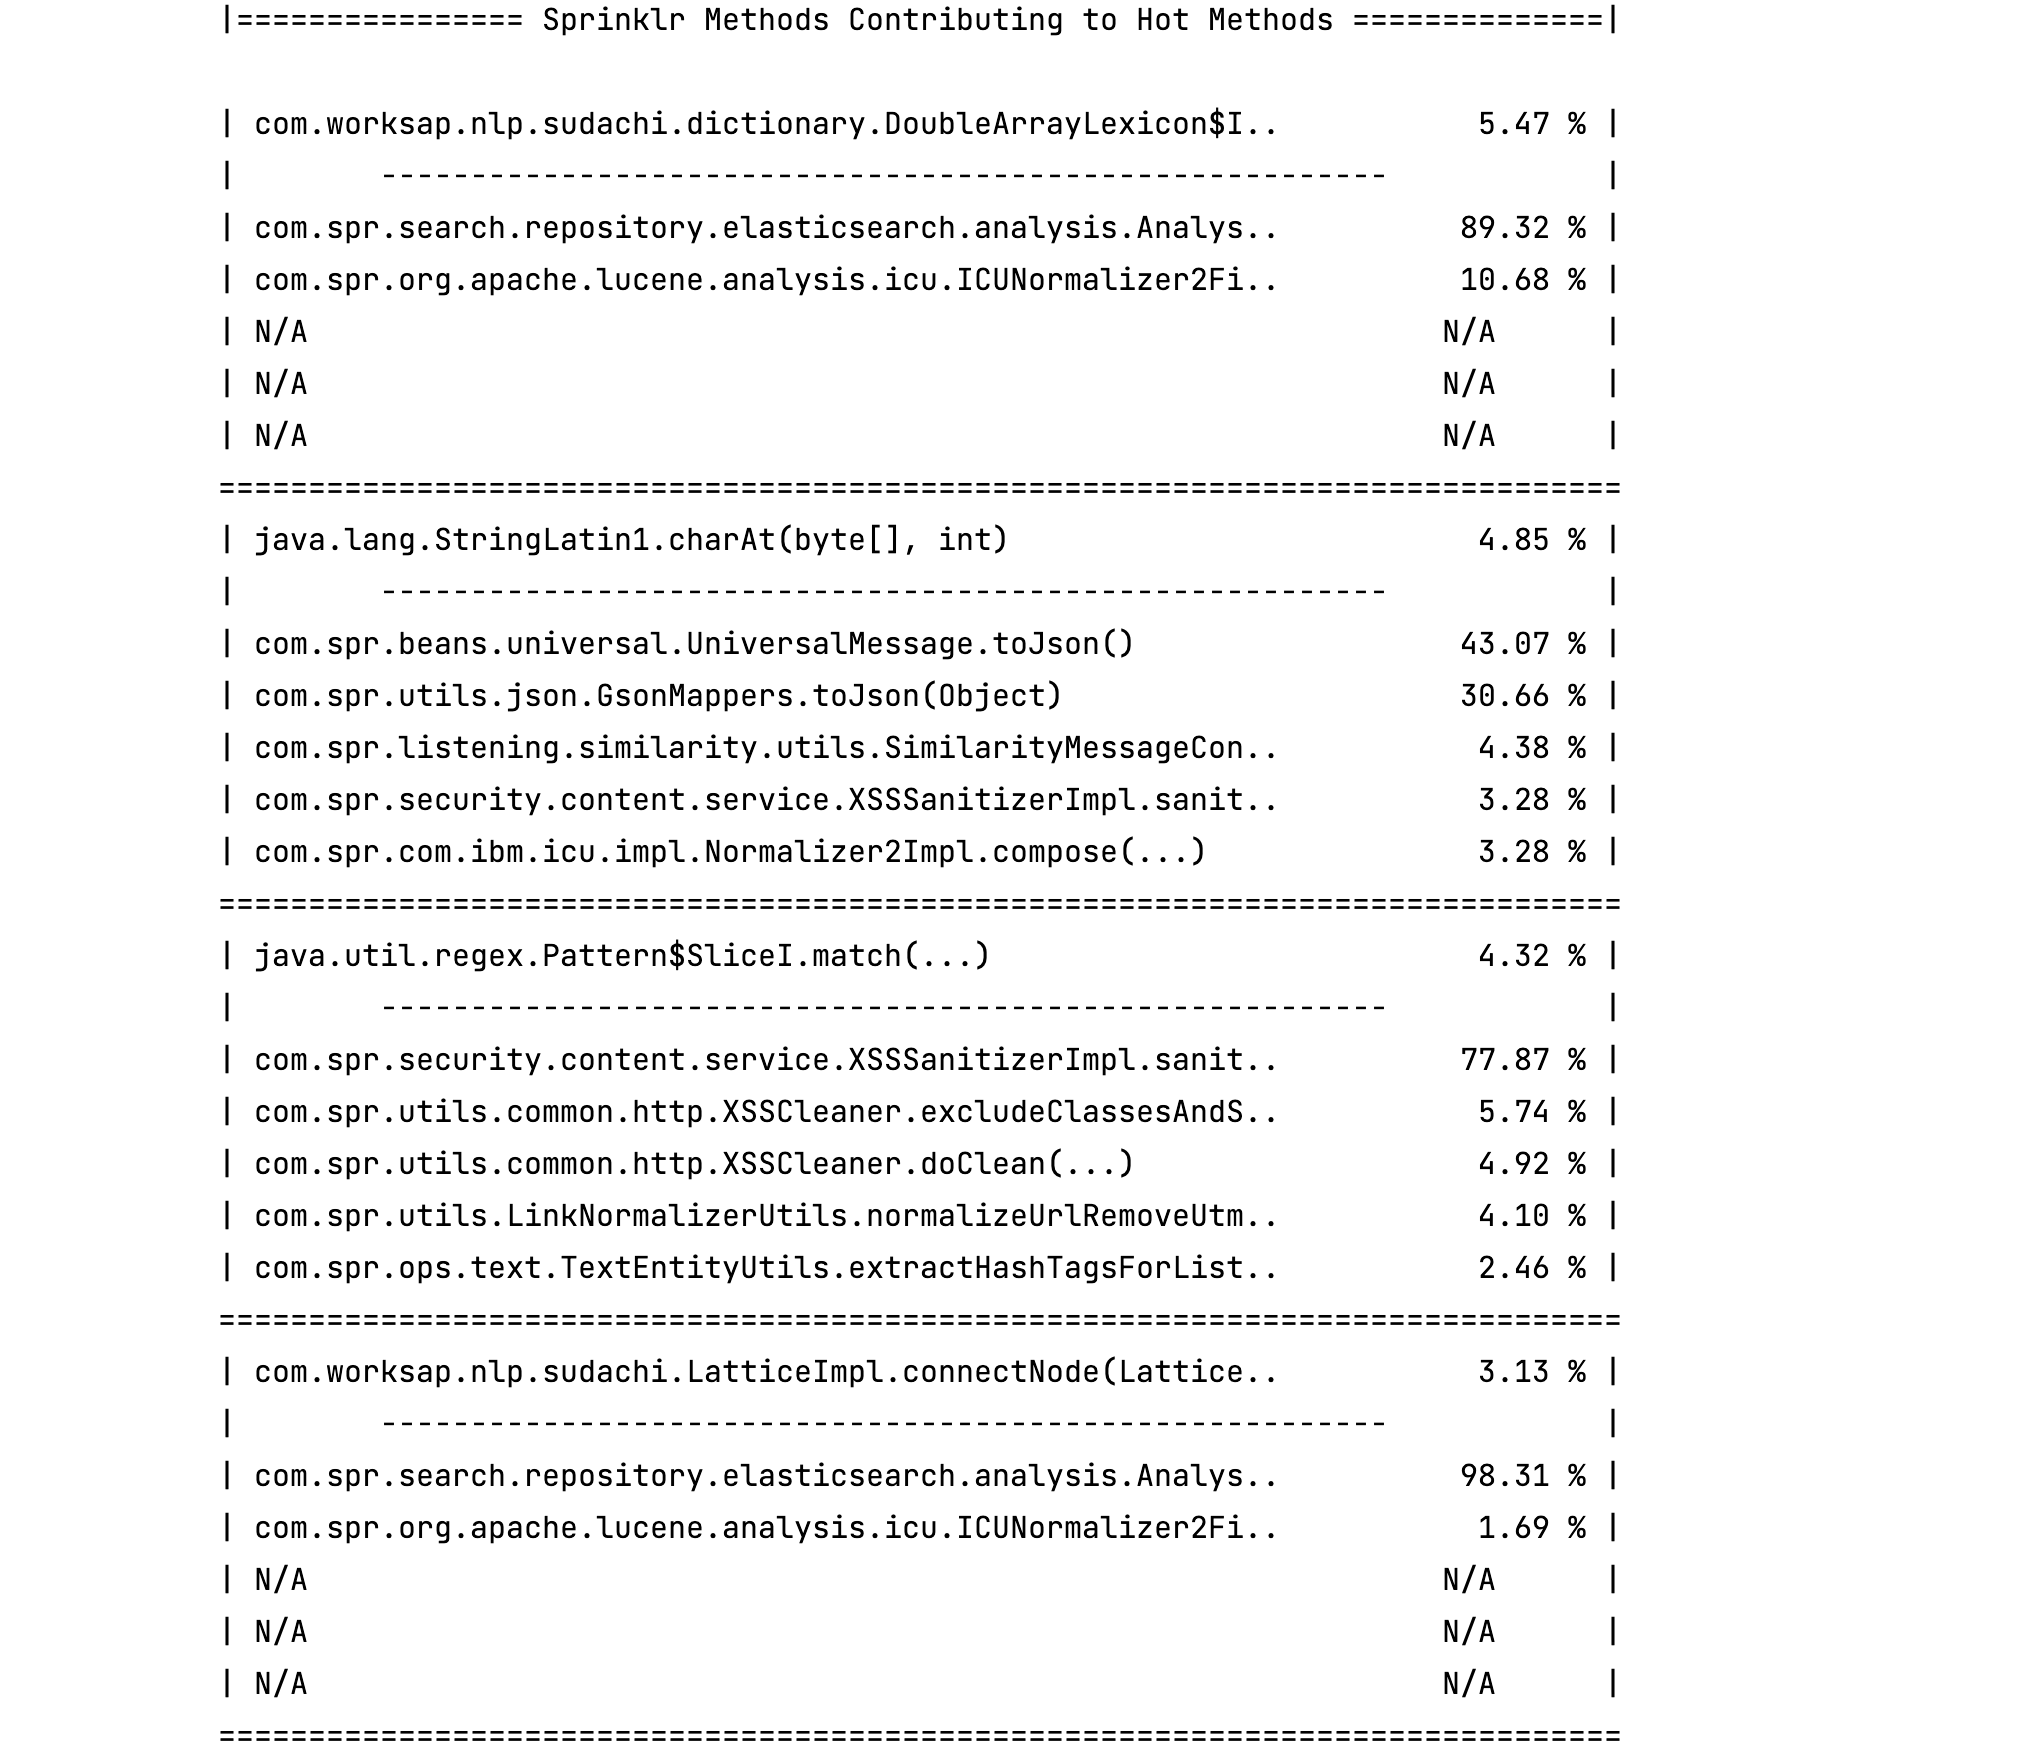 |================ Sprinklr Methods Contributing to Hot Methods ==============|
| com.worksap.nlp.sudachi.dictionary.DoubleArrayLexicon$I.. 5.47 % |
| -------------------------------------------------------- |
| com.spr.search.repository.elasticsearch.analysis.Analys.. 89.32 % |
| com.spr.org.apache.lucene.analysis.icu.ICUNormalizer2Fi.. 10.68 % |
| N/A N/A |
| N/A N/A |
| N/A N/A |
==============================================================================
| java.lang.StringLatin1.charAt(byte[], int) 4.85 % |
| -------------------------------------------------------- |
| com.spr.beans.universal.UniversalMessage.toJson() 43.07 % |
| com.spr.utils.json.GsonMappers.toJson(Object) 30.66 % |
| com.spr.listening.similarity.utils.SimilarityMessageCon.. 4.38 % |
| com.spr.security.content.service.XSSSanitizerImpl.sanit.. 3.28 % |
| com.spr.com.ibm.icu.impl.Normalizer2Impl.compose(...) 3.28 % |
==============================================================================
| java.util.regex.Pattern$SliceI.match(...) 4.32 % |
| -------------------------------------------------------- |
| com.spr.security.content.service.XSSSanitizerImpl.sanit.. 77.87 % |
| com.spr.utils.common.http.XSSCleaner.excludeClassesAndS.. 5.74 % |
| com.spr.utils.common.http.XSSCleaner.doClean(...) 4.92 % |
| com.spr.utils.LinkNormalizerUtils.normalizeUrlRemoveUtm.. 4.10 % |
| com.spr.ops.text.TextEntityUtils.extractHashTagsForList.. 2.46 % |
==============================================================================
| com.worksap.nlp.sudachi.LatticeImpl.connectNode(Lattice.. 3.13 % |
| -------------------------------------------------------- |
| com.spr.search.repository.elasticsearch.analysis.Analys.. 98.31 % |
| com.spr.org.apache.lucene.analysis.icu.ICUNormalizer2Fi.. 1.69 % |
| N/A N/A |
| N/A N/A |
| N/A N/A |
==============================================================================